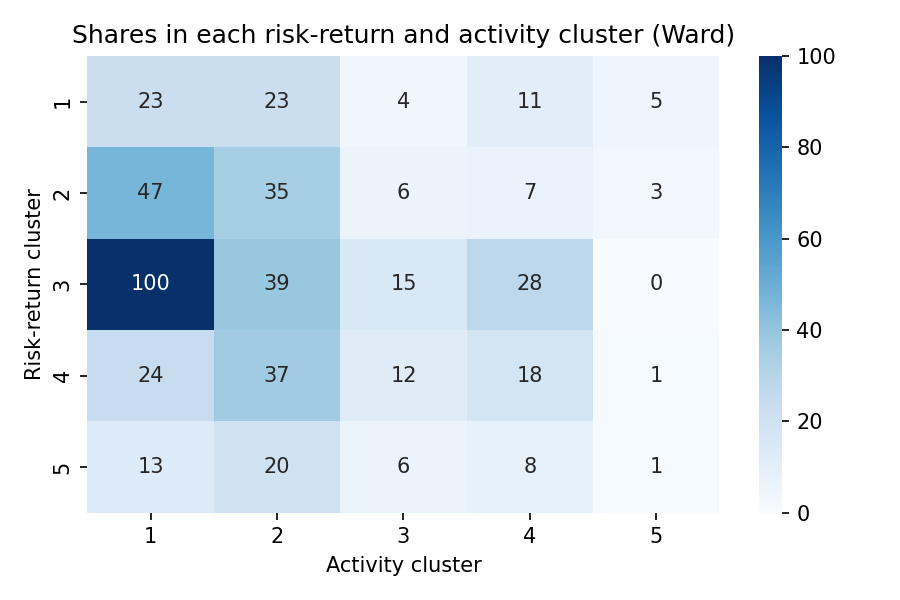 Shares in each risk-return and activity cluster (Ward)
Risk-return cluster
1 23 23 4 11 5
2 47 35 6 7 3
3 100 39 15 28 0
4 24 37 12 18 1
5 13 20 6 8 1
1 2 3 4 5
Activity cluster
100
80
60
40
20
0